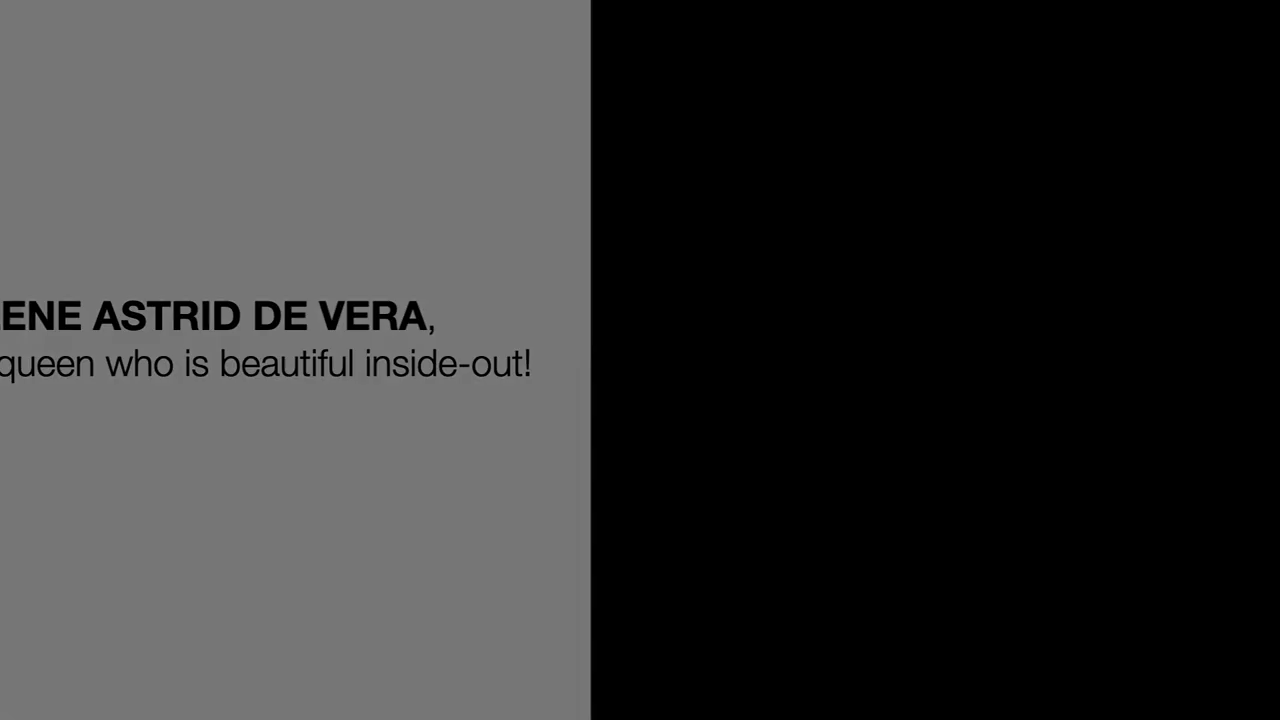 ENE ASTRID DE VERA,
queen who is beautiful inside-out!